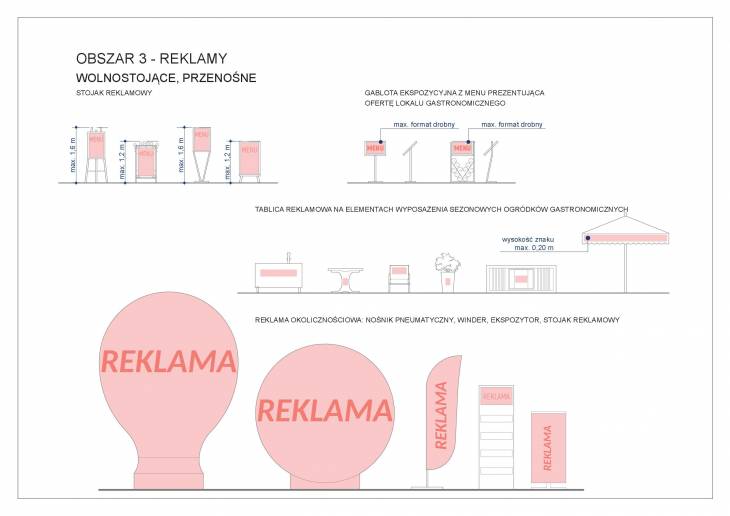 OBSZAR 3 - REKLAMY
WOLNOSTOJĄCE, PRZENOŚNE
STOJAK REKLAMOWY
GABLOTA EKSPOZYCYJNA Z MENU PREZENTUJĄCA
OFERTĘ LOKALU GASTRONOMICZNEGO
max. format drobny
max. format drobny
max. 1,6 m
MENU
max. 1,2 m
MENU
max. 1,6 m
MENU
max. 1,2 m
MENU
MENU
MENU
TABLICA REKLAMOWA NA ELEMENTACH WYPOSAŻENIA SEZONOWYCH OGRÓDKÓW GASTRONOMICZNYCH
wysokość znaku
max. 0,20 m
REKLAMA OKOLICZNOŚCIOWA: NOŚNIK PNEUMATYCZNY, WINDER, EKSPOZYTOR, STOJAK REKLAMOWY
REKLAMA
REKLAMA
REKLAMA
REKLAMA
REKLAMA